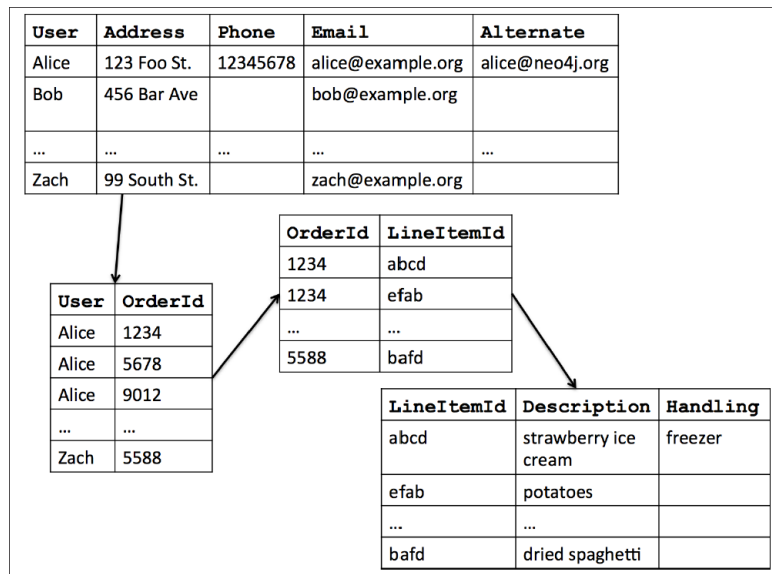 User Address Phone Email Alternate
Alice 123 Foo St. 12345678 alice@example.org alice@neo4j.org
Bob 456 Bar Ave bob@example.org
... ... ... ... ...
Zach 99 South St. zach@example.org
OrderId LineItemId
1234 abcd
1234 efab
... ...
5588 bafd
User OrderId
Alice 1234
Alice 5678
Alice 9012
... ...
Zach 5588
LineItemId Description Handling
abcd strawberry ice freezer
cream
efab potatoes
... ...
bafd dried spaghetti